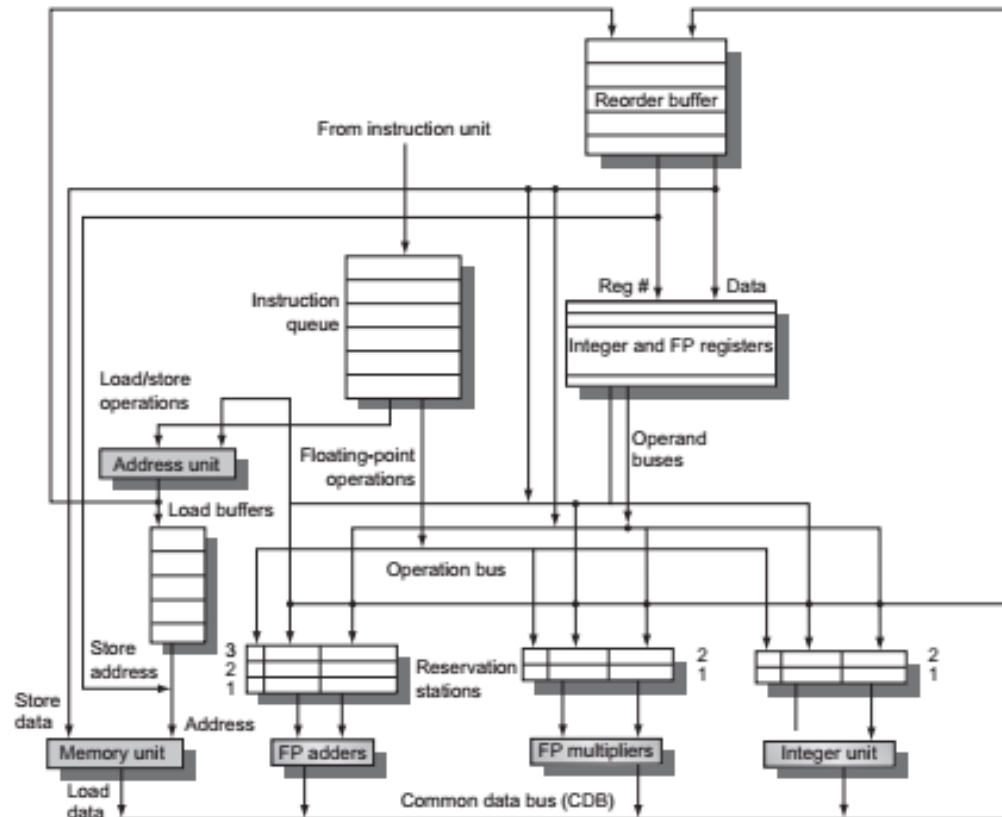 Reorder buffer
From instruction unit
Reg #
Data
Instruction
queue
Integer and FP registers
Load/store
operations
Operand
buses
Address unit
Floating-point
operations
Load buffers
Operation bus
3
2
1
Reservation
stations
2
1
2
1
Store
address
Store
data
Address
Memory unit
FP adders
FP multipliers
Integer unit
Load
data
Common data bus (CDB)